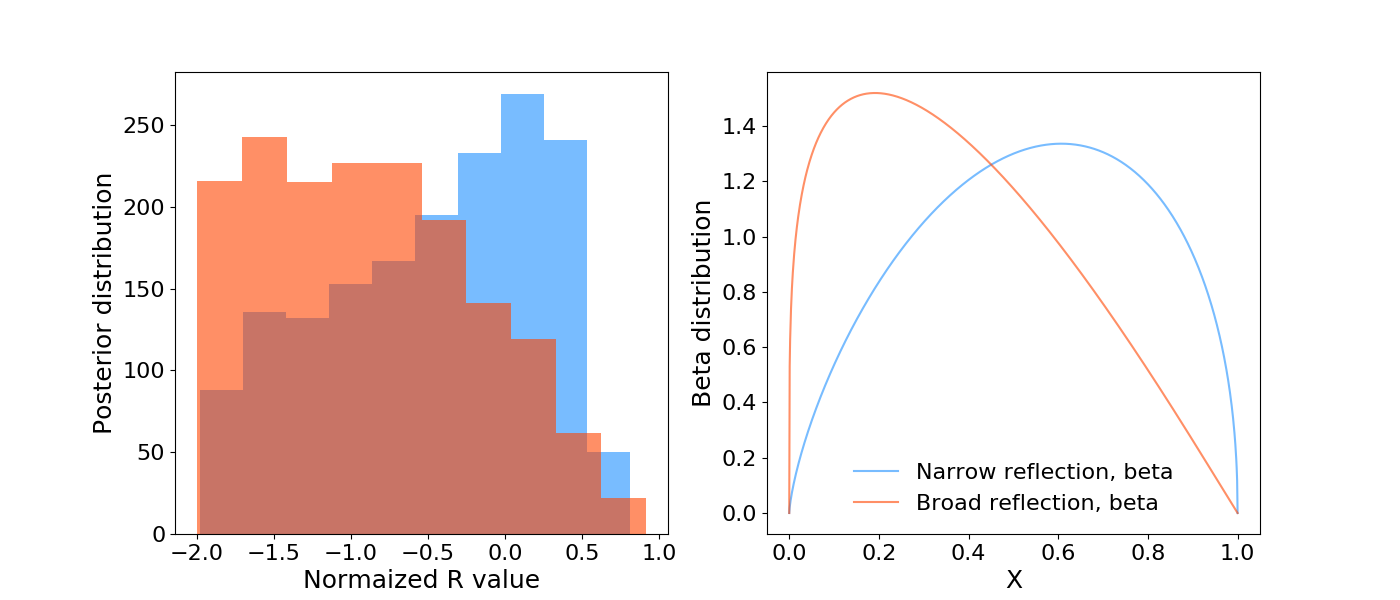 Posterior distribution
250
200
150
100
50
0
−2.0 −1.5 −1.0 −0.5 0.0 0.5 1.0
Normaized R value
Beta distribution
1.4
1.2
1.0
0.8
0.6
0.4
0.2
0.0
Narrow reflection, beta
Broad reflection, beta
0.0 0.2 0.4 0.6 0.8 1.0
X